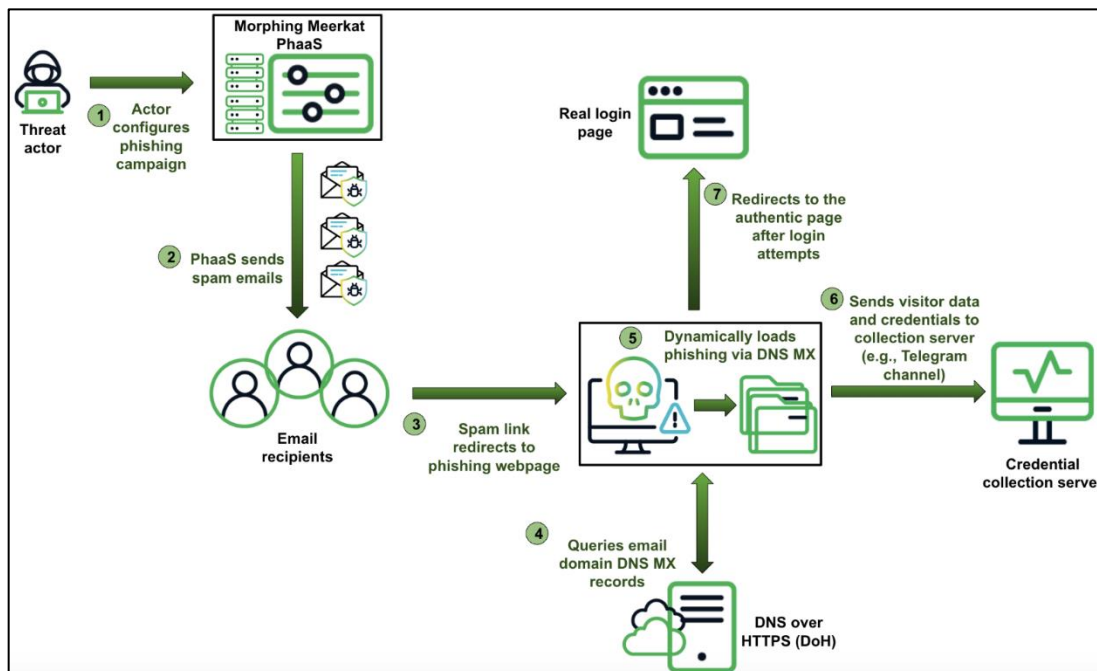 Morphing Meerkat
PhaaS
Threat
actor
1
Actor
configures
phishing
campaign
2
PhaaS sends
spam emails
Email
recipients
3
Spam link
redirects to
phishing webpage
4
Queries email
domain DNS MX
records
DNS over
HTTPS (DoH)
5
Dynamically loads
phishing via DNS MX
6
Sends visitor data
and credentials to
collection server
(e.g., Telegram
channel)
Credential
collection serve
7
Redirects to the
authentic page
after login
attempts
Real login
page